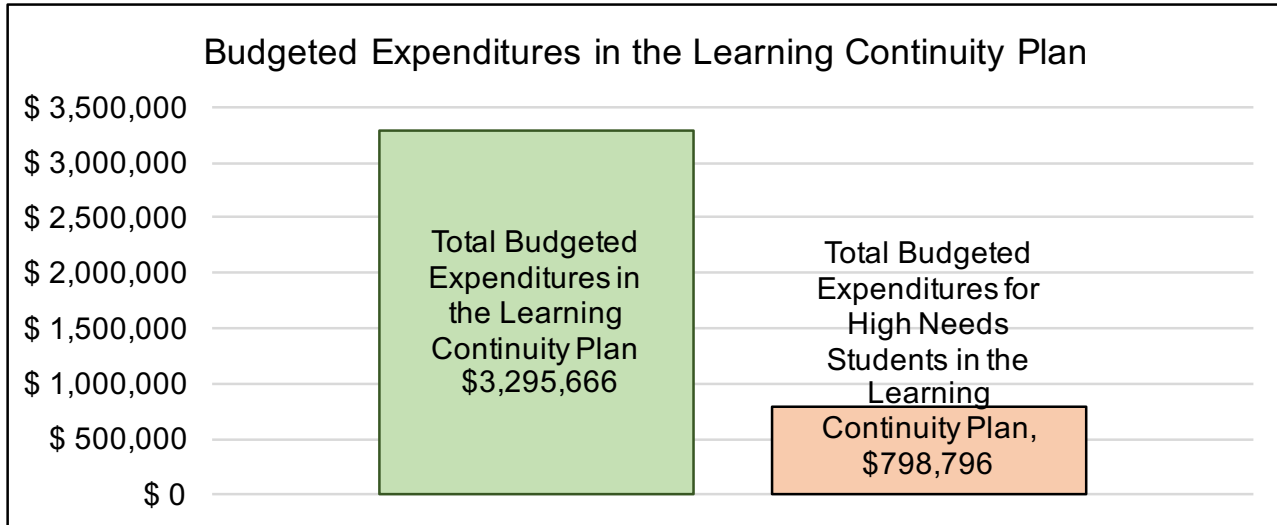 Budgeted Expenditures in the Learning Continuity Plan
$ 3,500,000
$ 3,000,000
$ 2,500,000
$ 2,000,000
$ 1,500,000
$ 1,000,000
$ 500,000
$ 0
Total Budgeted
Expenditures in
the Learning
Continuity Plan
$3,295,666
Total Budgeted
Expenditures for
High Needs
Students in the
Learning
Continuity Plan,
$798,796